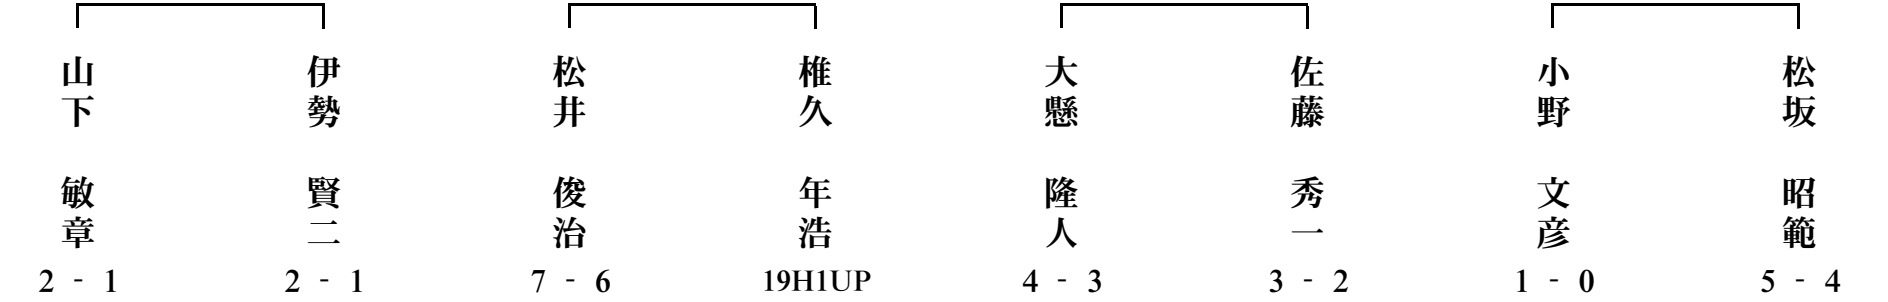 山下 敏章
2 - 1
伊勢 賢二
2 - 1
松井 俊治
7 - 6
椎久 年浩
19H1UP
大懸 隆人
4 - 3
佐藤 秀一
3 - 2
小野 文彦
1 - 0
松坂 昭範
5 - 4